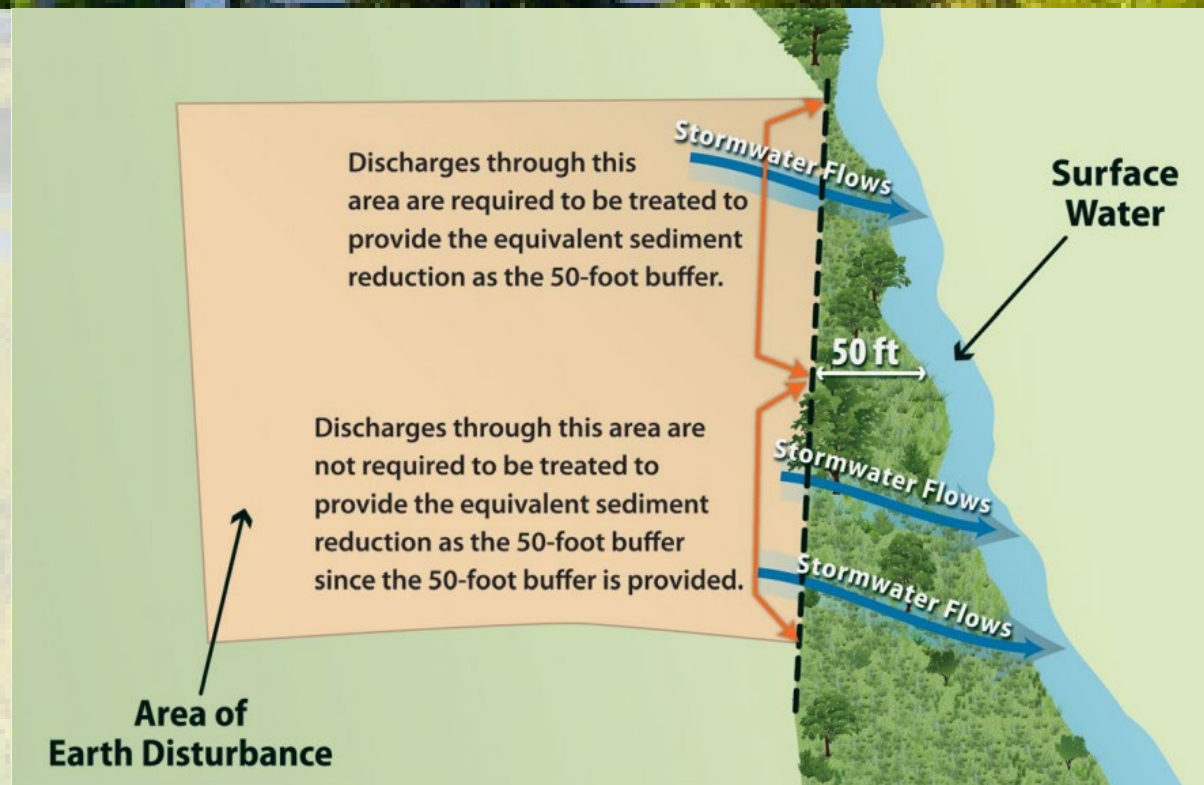 Stormwater Flows
Discharges through this
area are required to be treated to
provide the equivalent sediment
reduction as the 50-foot buffer.
Surface
Water
50 ft
Discharges through this area are
not required to be treated to
provide the equivalent sediment
reduction as the 50-foot buffer
since the 50-foot buffer is provided.
Stormwater Flows
Stormwater Flows
Area of
Earth Disturbance